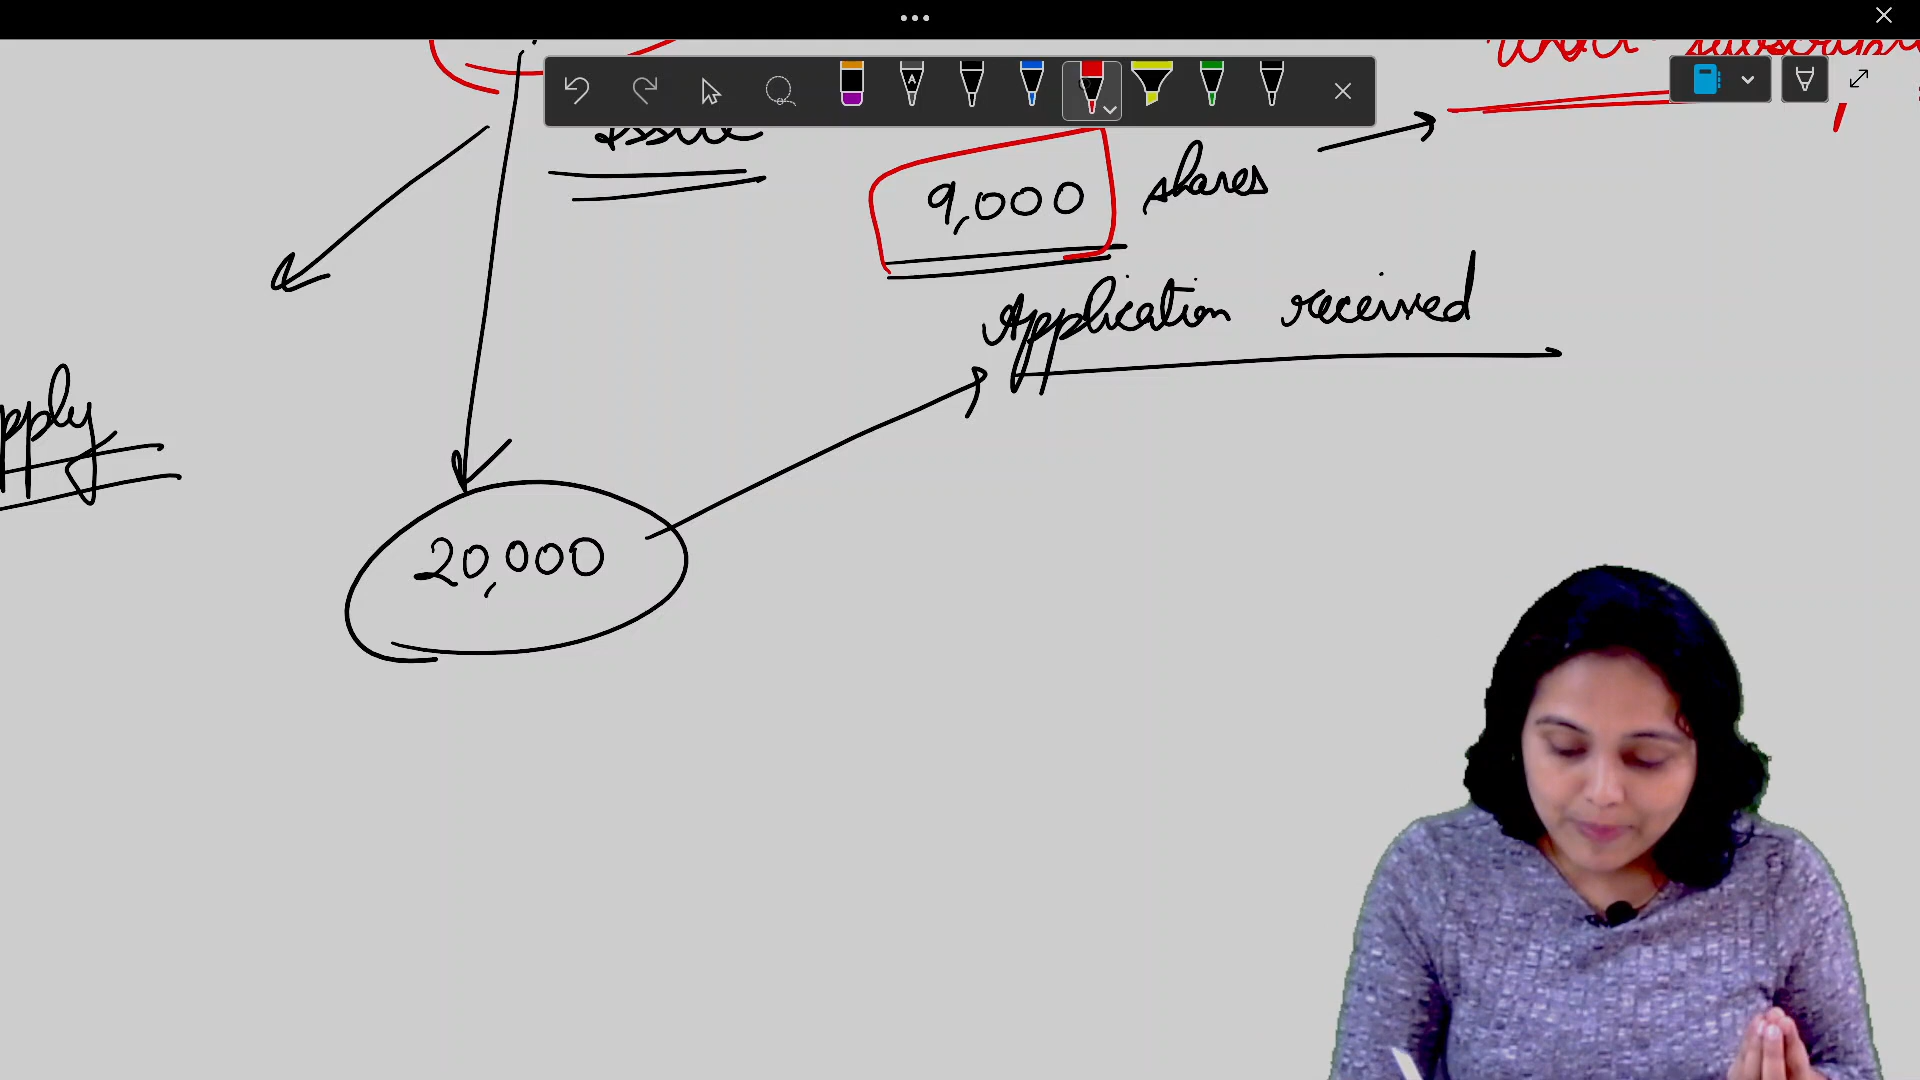 Issue
9,000 shares
Application received
pply
20,000